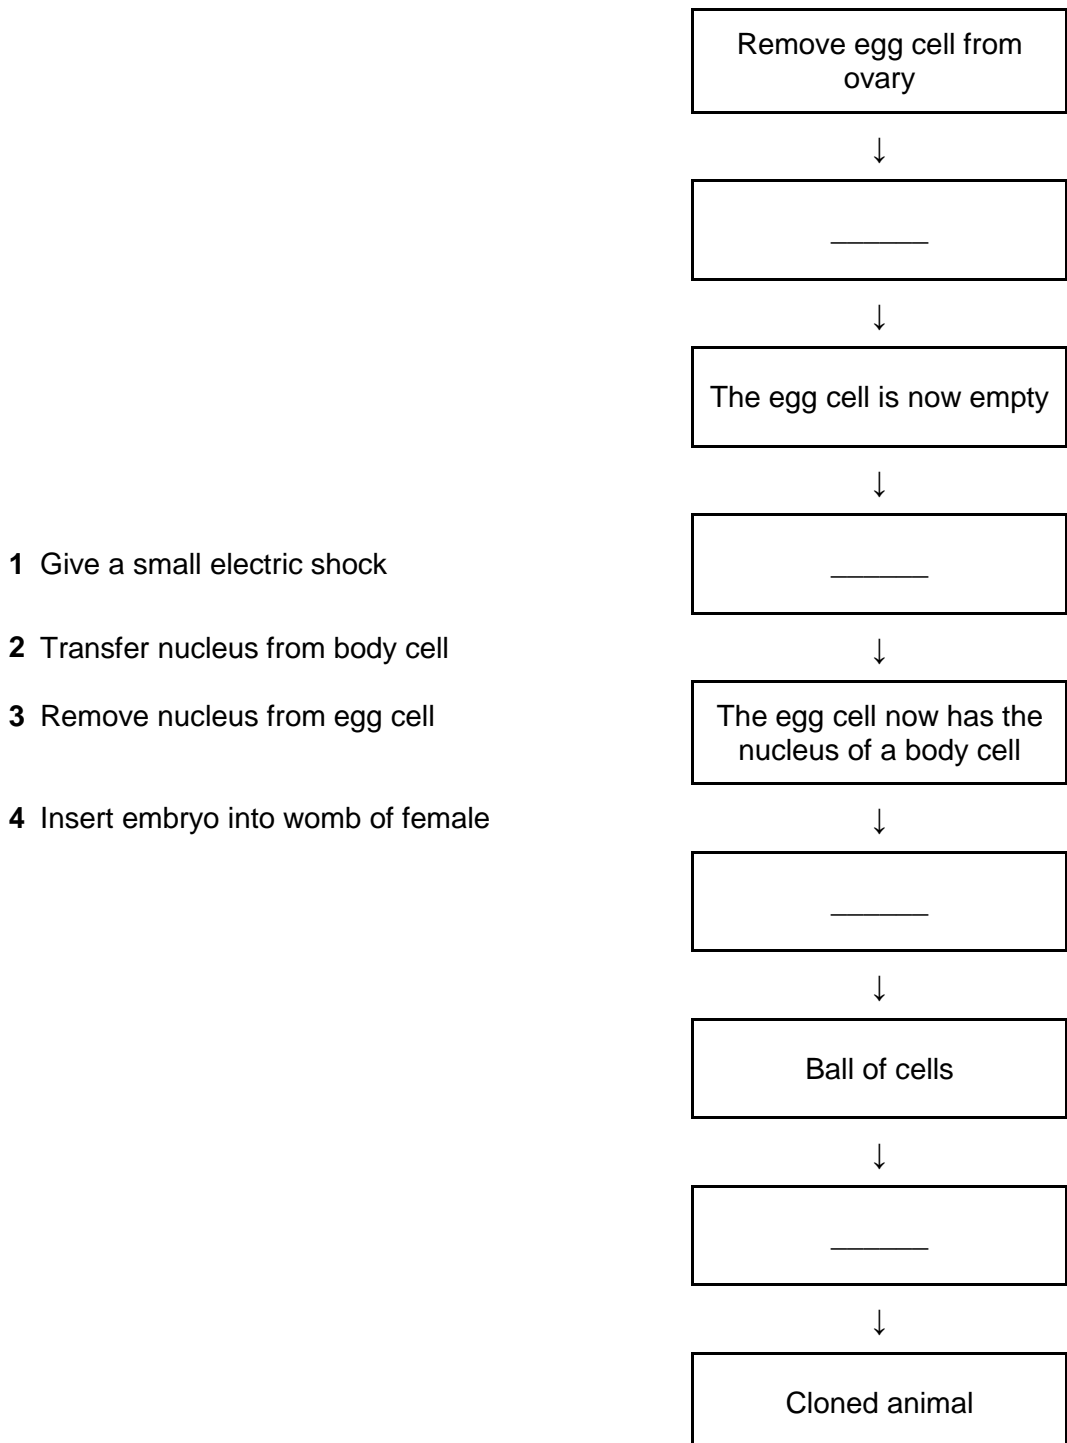 Remove egg cell from
ovary
↓
______
↓
The egg cell is now empty
↓
______
↓
The egg cell now has the
nucleus of a body cell
↓
______
↓
Ball of cells
↓
______
↓
Cloned animal
1 Give a small electric shock
2 Transfer nucleus from body cell
3 Remove nucleus from egg cell
4 Insert embryo into womb of female